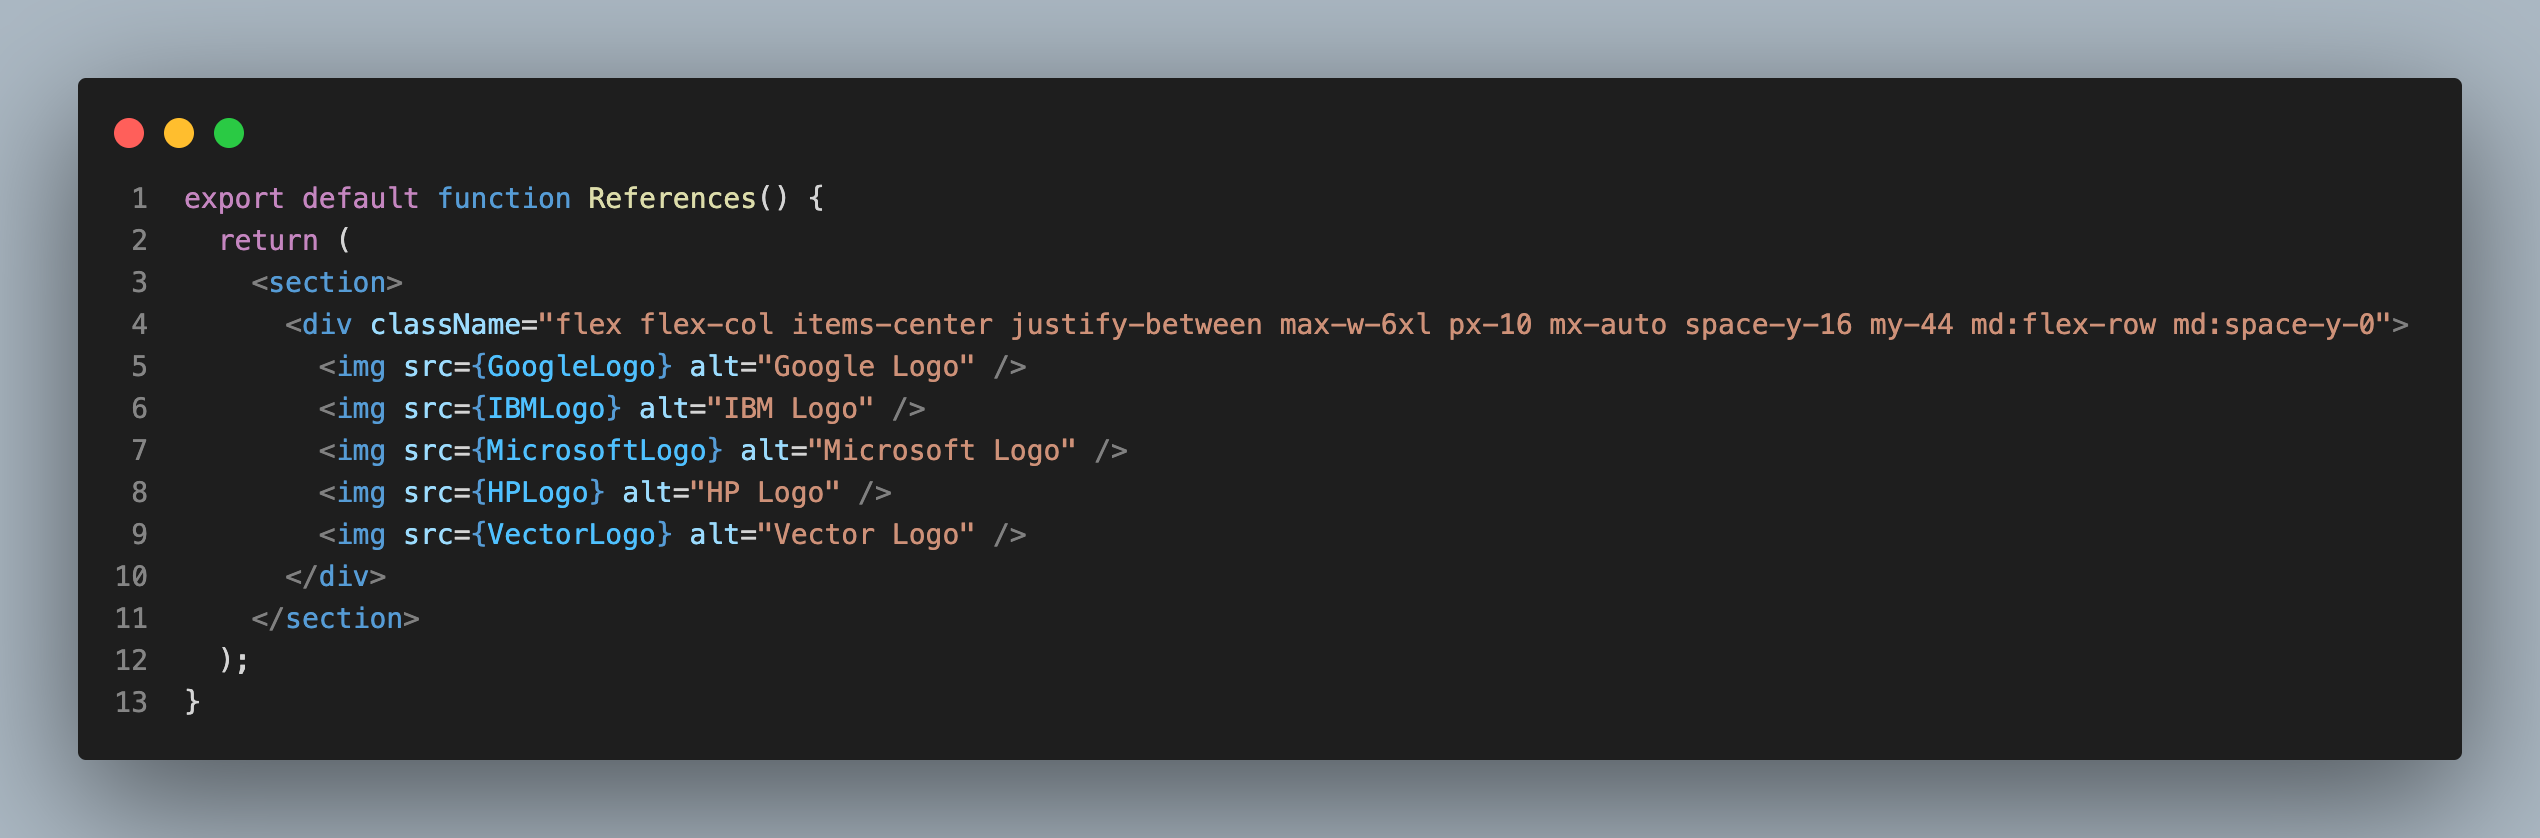 1 export default function References() {
2   return (
3     <section>
4       <div className="flex flex-col items-center justify-between max-w-6xl px-10 mx-auto space-y-16 my-44 md:flex-row md:space-y-0">
5         <img src={GoogleLogo} alt="Google Logo" />
6         <img src={IBMLogo} alt="IBM Logo" />
7         <img src={MicrosoftLogo} alt="Microsoft Logo" />
8         <img src={HPLogo} alt="HP Logo" />
9         <img src={VectorLogo} alt="Vector Logo" />
10       </div>
11     </section>
12   );
13 }